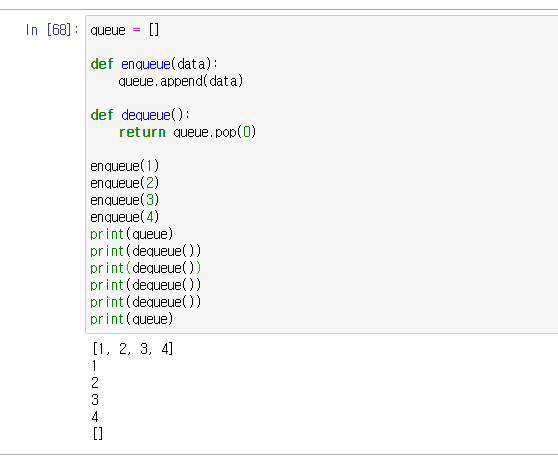 In [68]: queue = []
def enqueue(data):
queue.append(data)
def dequeue():
return queue.pop(0)
enqueue(1)
enqueue(2)
enqueue(3)
enqueue(4)
print(queue)
print(dequeue())
print(dequeue())
print(dequeue())
print(dequeue())
print(queue)
[1, 2, 3, 4]
1
2
3
4
[]